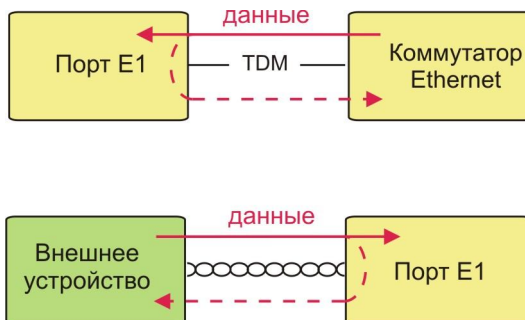 данные
Порт E1
TDM
Коммутатор
Ethernet
данные
Внешнее
устройство
Порт E1